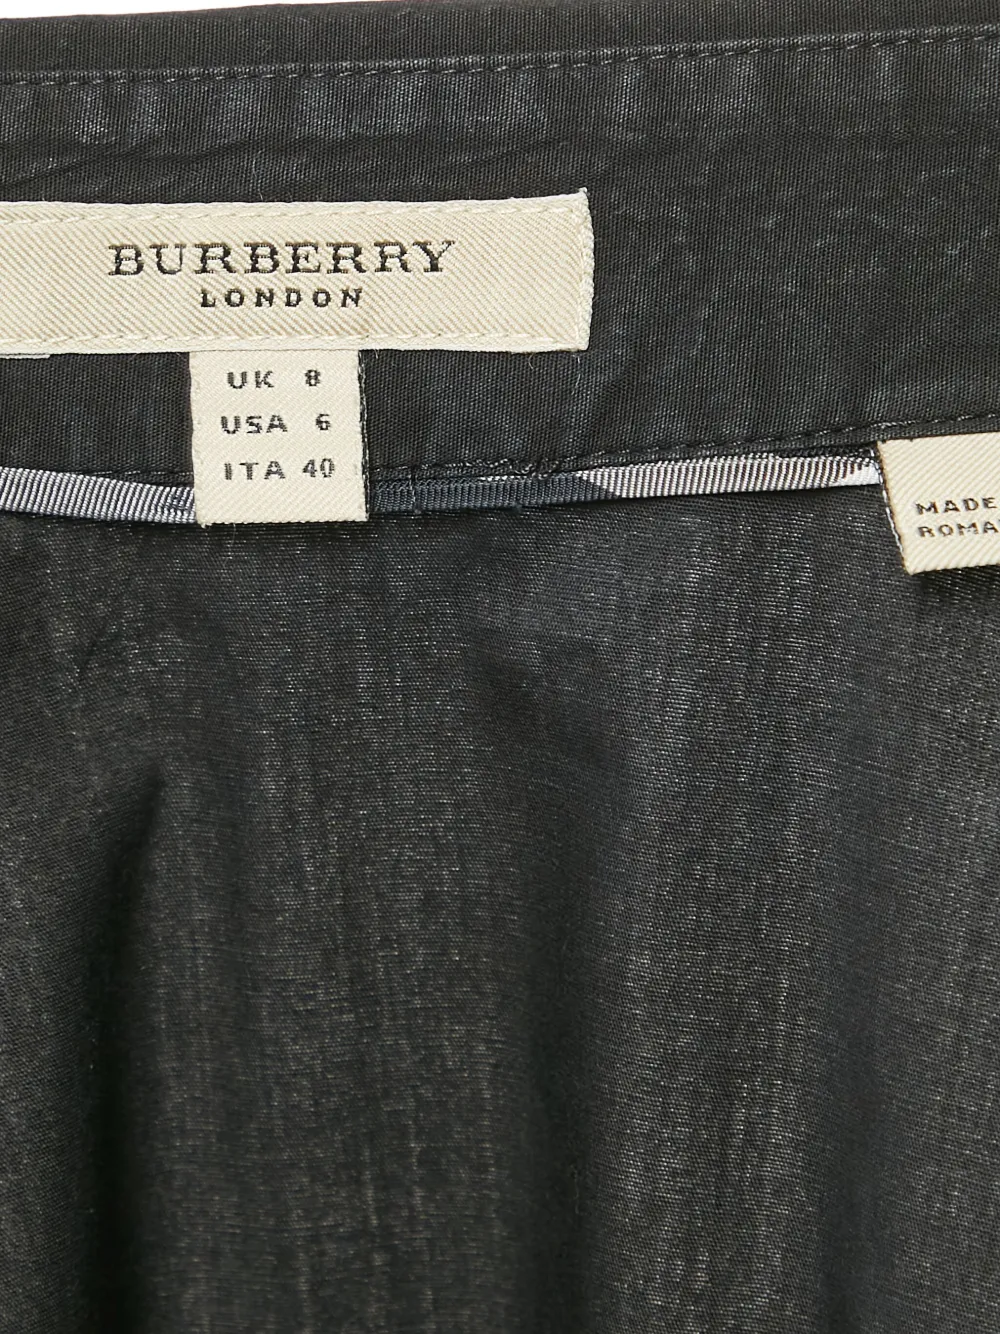 BURBERRY
LONDON
UK 8
USA 6
ITA 40
MADE
ROMA